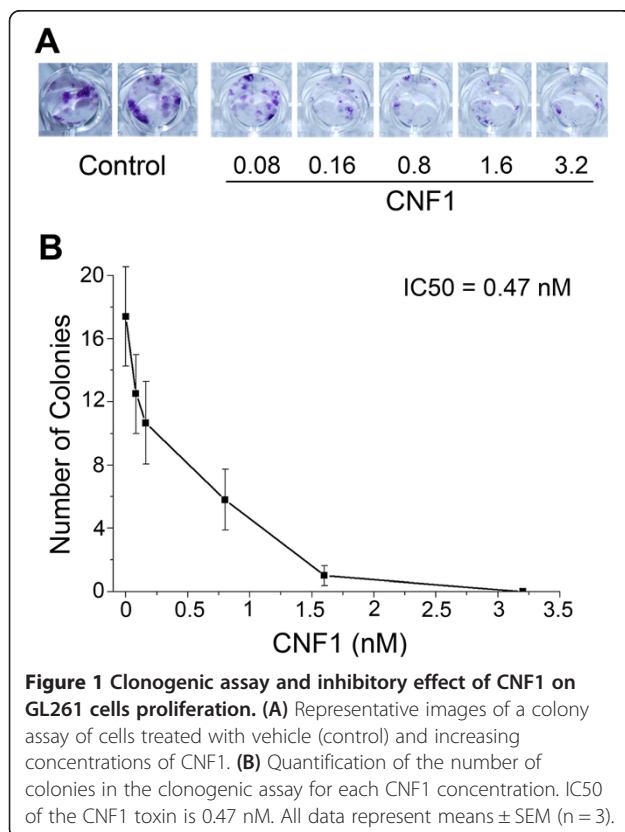 A
Control
0.08 0.16 0.8 1.6 3.2
CNF1
B
20
16
12
8
4
0
Number of Colonies
IC50 = 0.47 nM
0 0.5 1 1.5 2 2.5 3 3.5
CNF1 (nM)
Figure 1 Clonogenic assay and inhibitory effect of CNF1 on
GL261 cells proliferation. (A) Representative images of a colony
assay of cells treated with vehicle (control) and increasing
concentrations of CNF1. (B) Quantification of the number of
colonies in the clonogenic assay for each CNF1 concentration. IC50
of the CNF1 toxin is 0.47 nM. All data represent means ± SEM (n = 3).